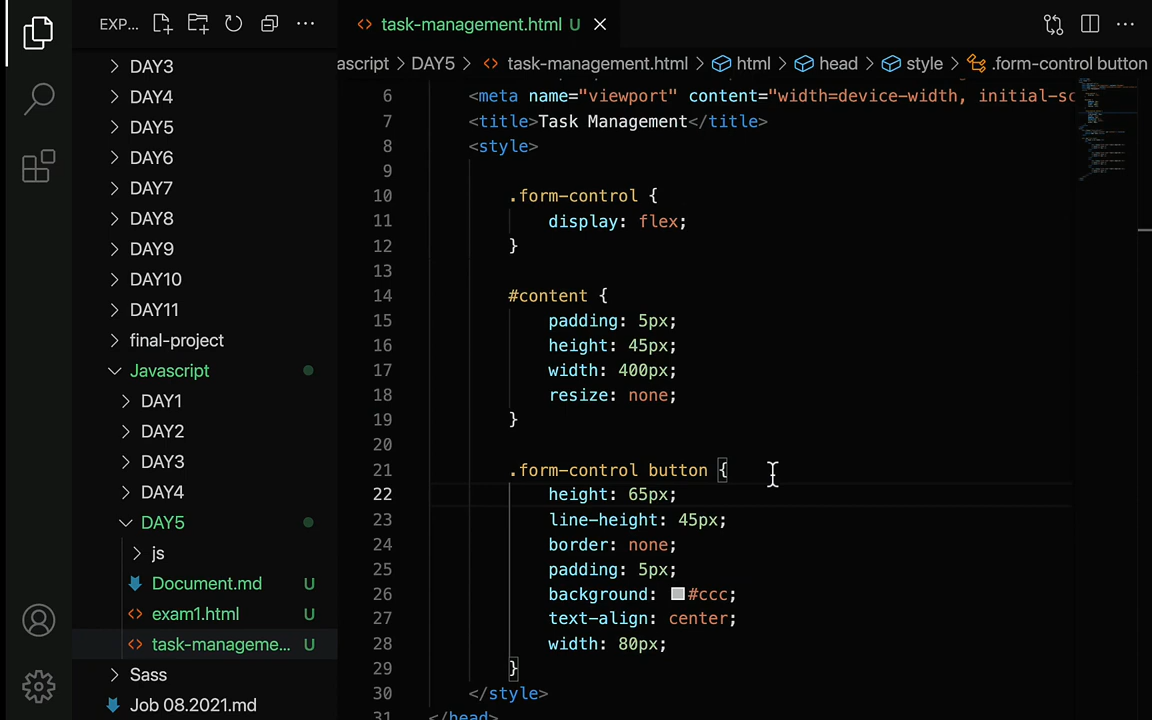 EXP...
DAY3
DAY4
DAY5
DAY6
DAY7
DAY8
DAY9
DAY10
DAY11
final-project
Javascript
DAY1
DAY2
DAY3
DAY4
DAY5
js
Document.md U
exam1.html U
task-manageme... U
Sass
Job 08.2021.md
task-management.html U
ascript > DAY5 > task-management.html > html > head > style > .form-control button
6 <meta name="viewport" content="width=device-width, initial-sc
7 <title>Task Management</title>
8 <style>
9
10 .form-control {
11 display: flex;
12 }
13
14 #content {
15 padding: 5px;
16 height: 45px;
17 width: 400px;
18 resize: none;
19 }
20
21 .form-control button {
22 height: 65px;
23 line-height: 45px;
24 border: none;
25 padding: 5px;
26 background: #ccc;
27 text-align: center;
28 width: 80px;
29 }
30 </style>
31 </head>